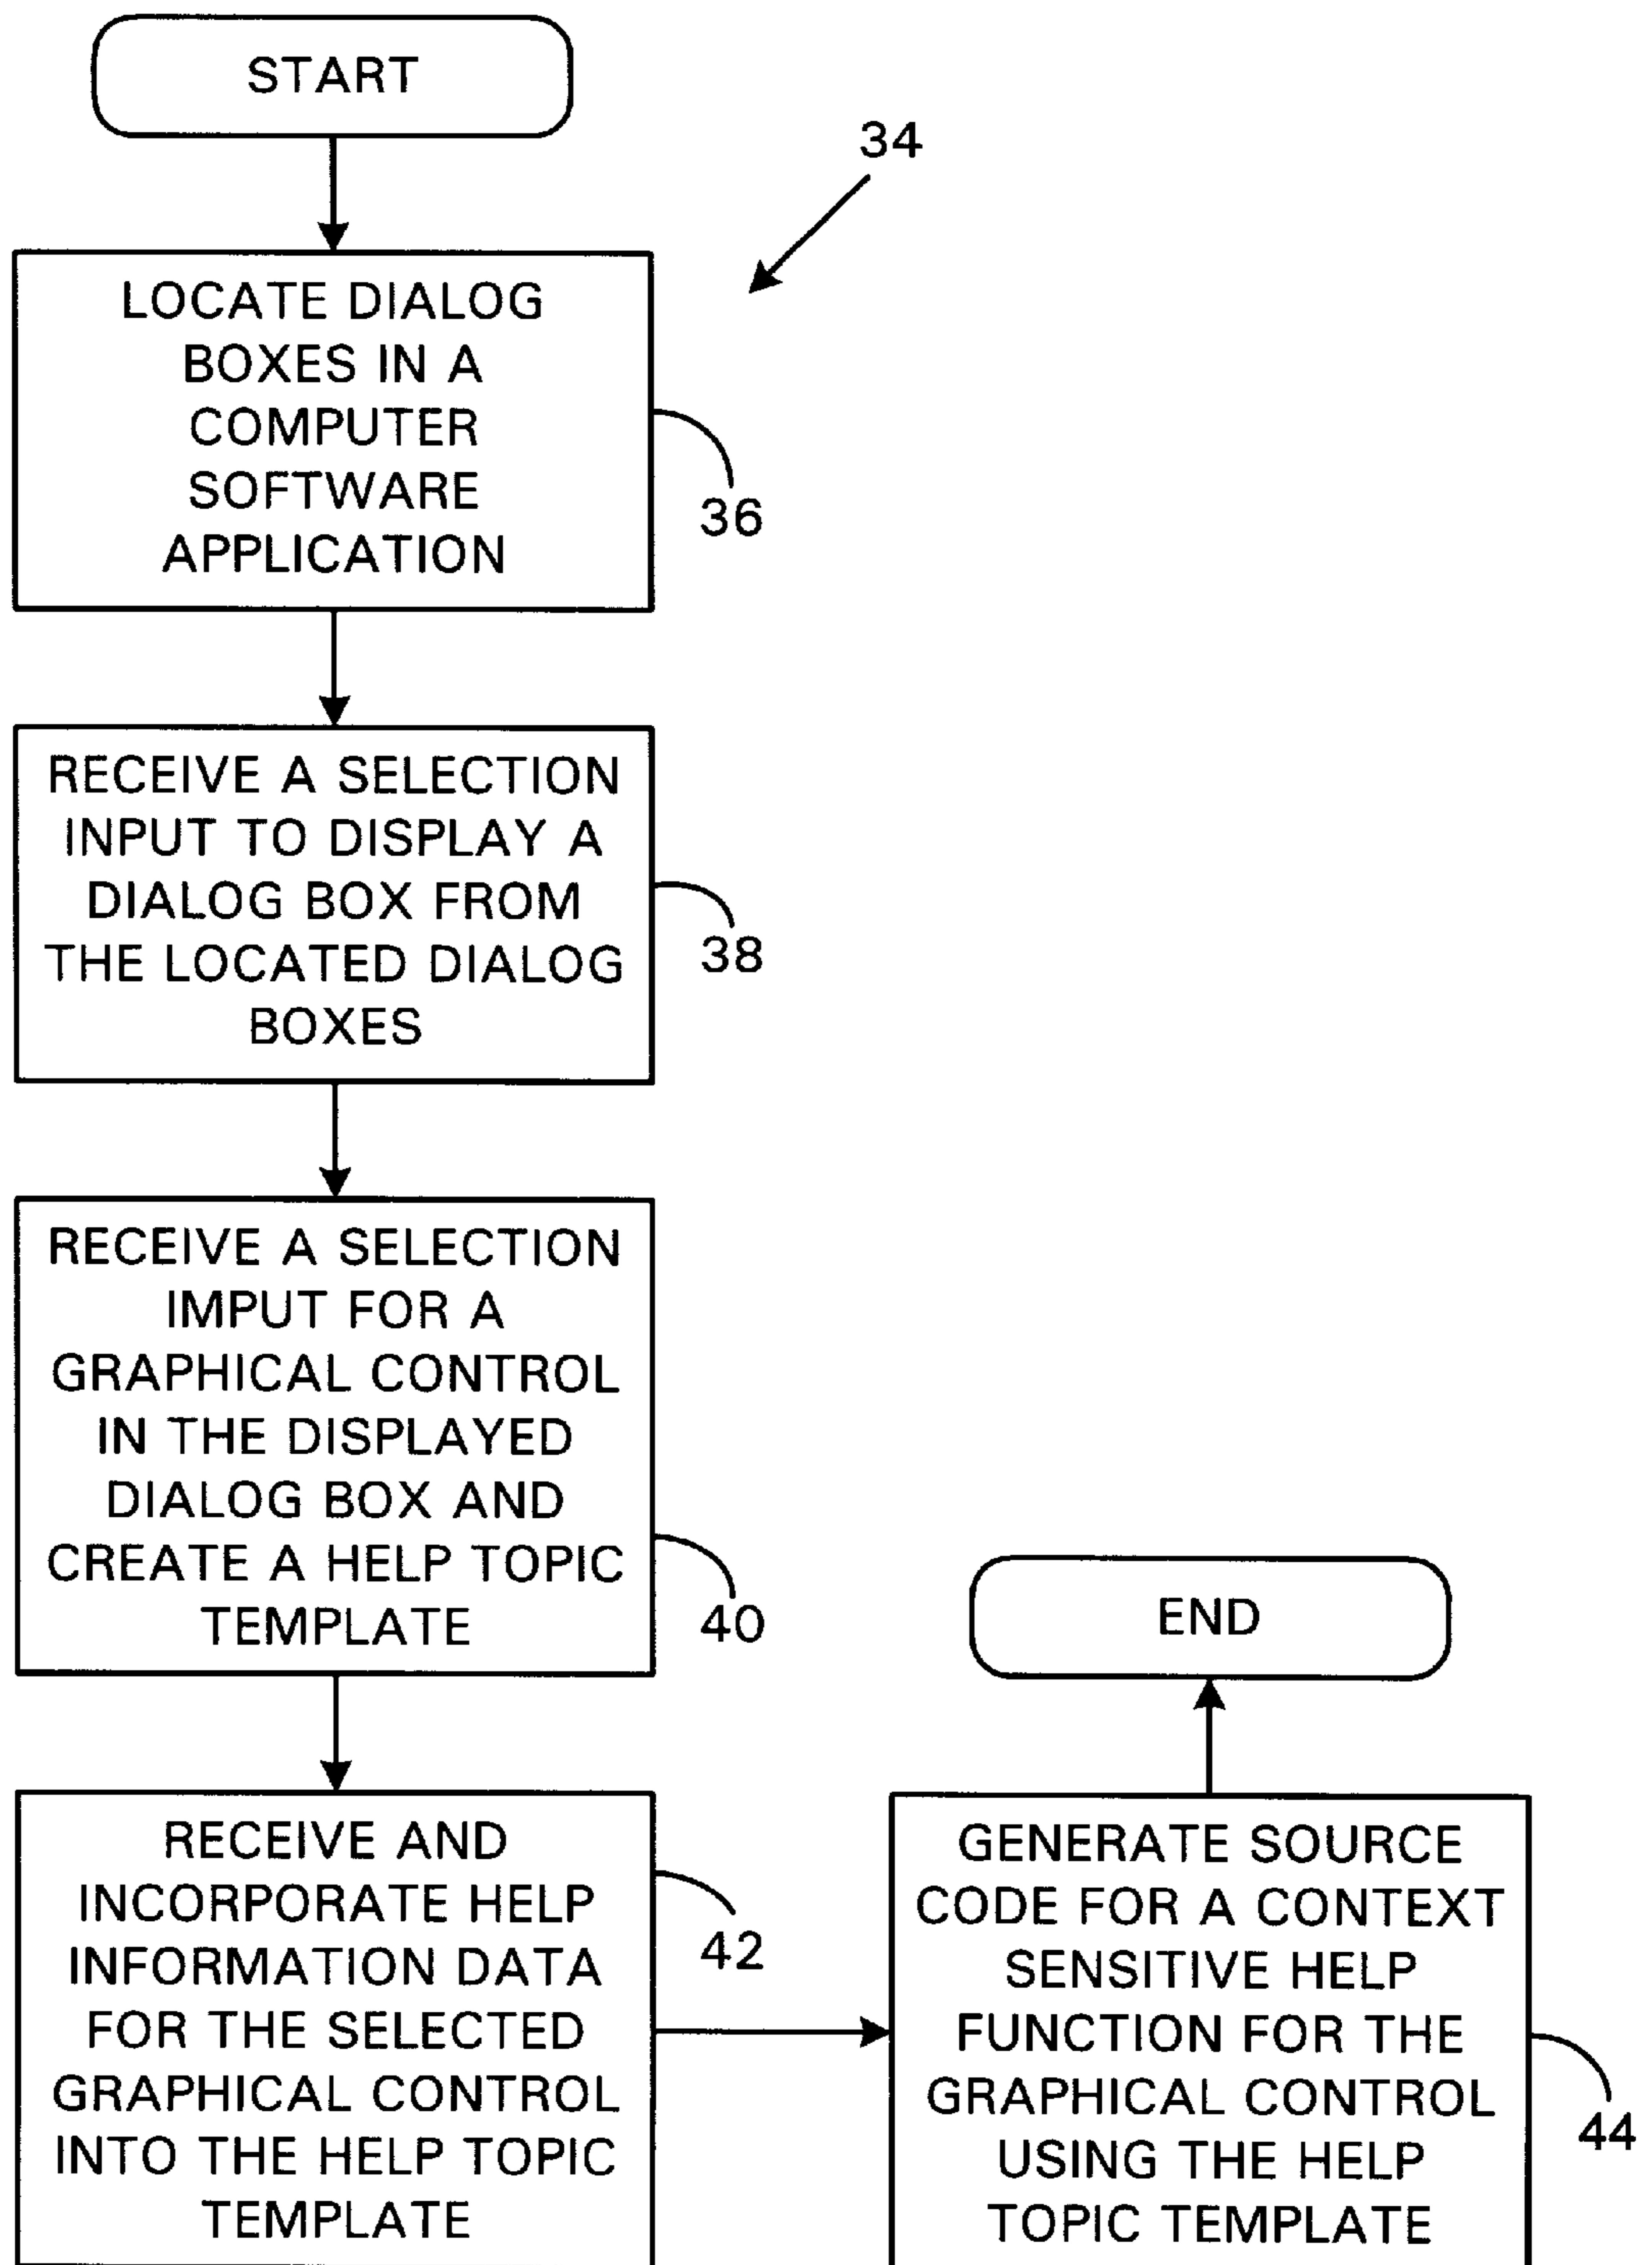 START
34
LOCATE DIALOG
BOXES IN A
COMPUTER
SOFTWARE
APPLICATION
36
RECEIVE A SELECTION
INPUT TO DISPLAY A
DIALOG BOX FROM
THE LOCATED DIALOG
BOXES
38
RECEIVE A SELECTION
IMPUT FOR A
GRAPHICAL CONTROL
IN THE DISPLAYED
DIALOG BOX AND
CREATE A HELP TOPIC
TEMPLATE
40
RECEIVE AND
INCORPORATE HELP
INFORMATION DATA
FOR THE SELECTED
GRAPHICAL CONTROL
INTO THE HELP TOPIC
TEMPLATE
42
GENERATE SOURCE
CODE FOR A CONTEXT
SENSITIVE HELP
FUNCTION FOR THE
GRAPHICAL CONTROL
USING THE HELP
TOPIC TEMPLATE
44
END